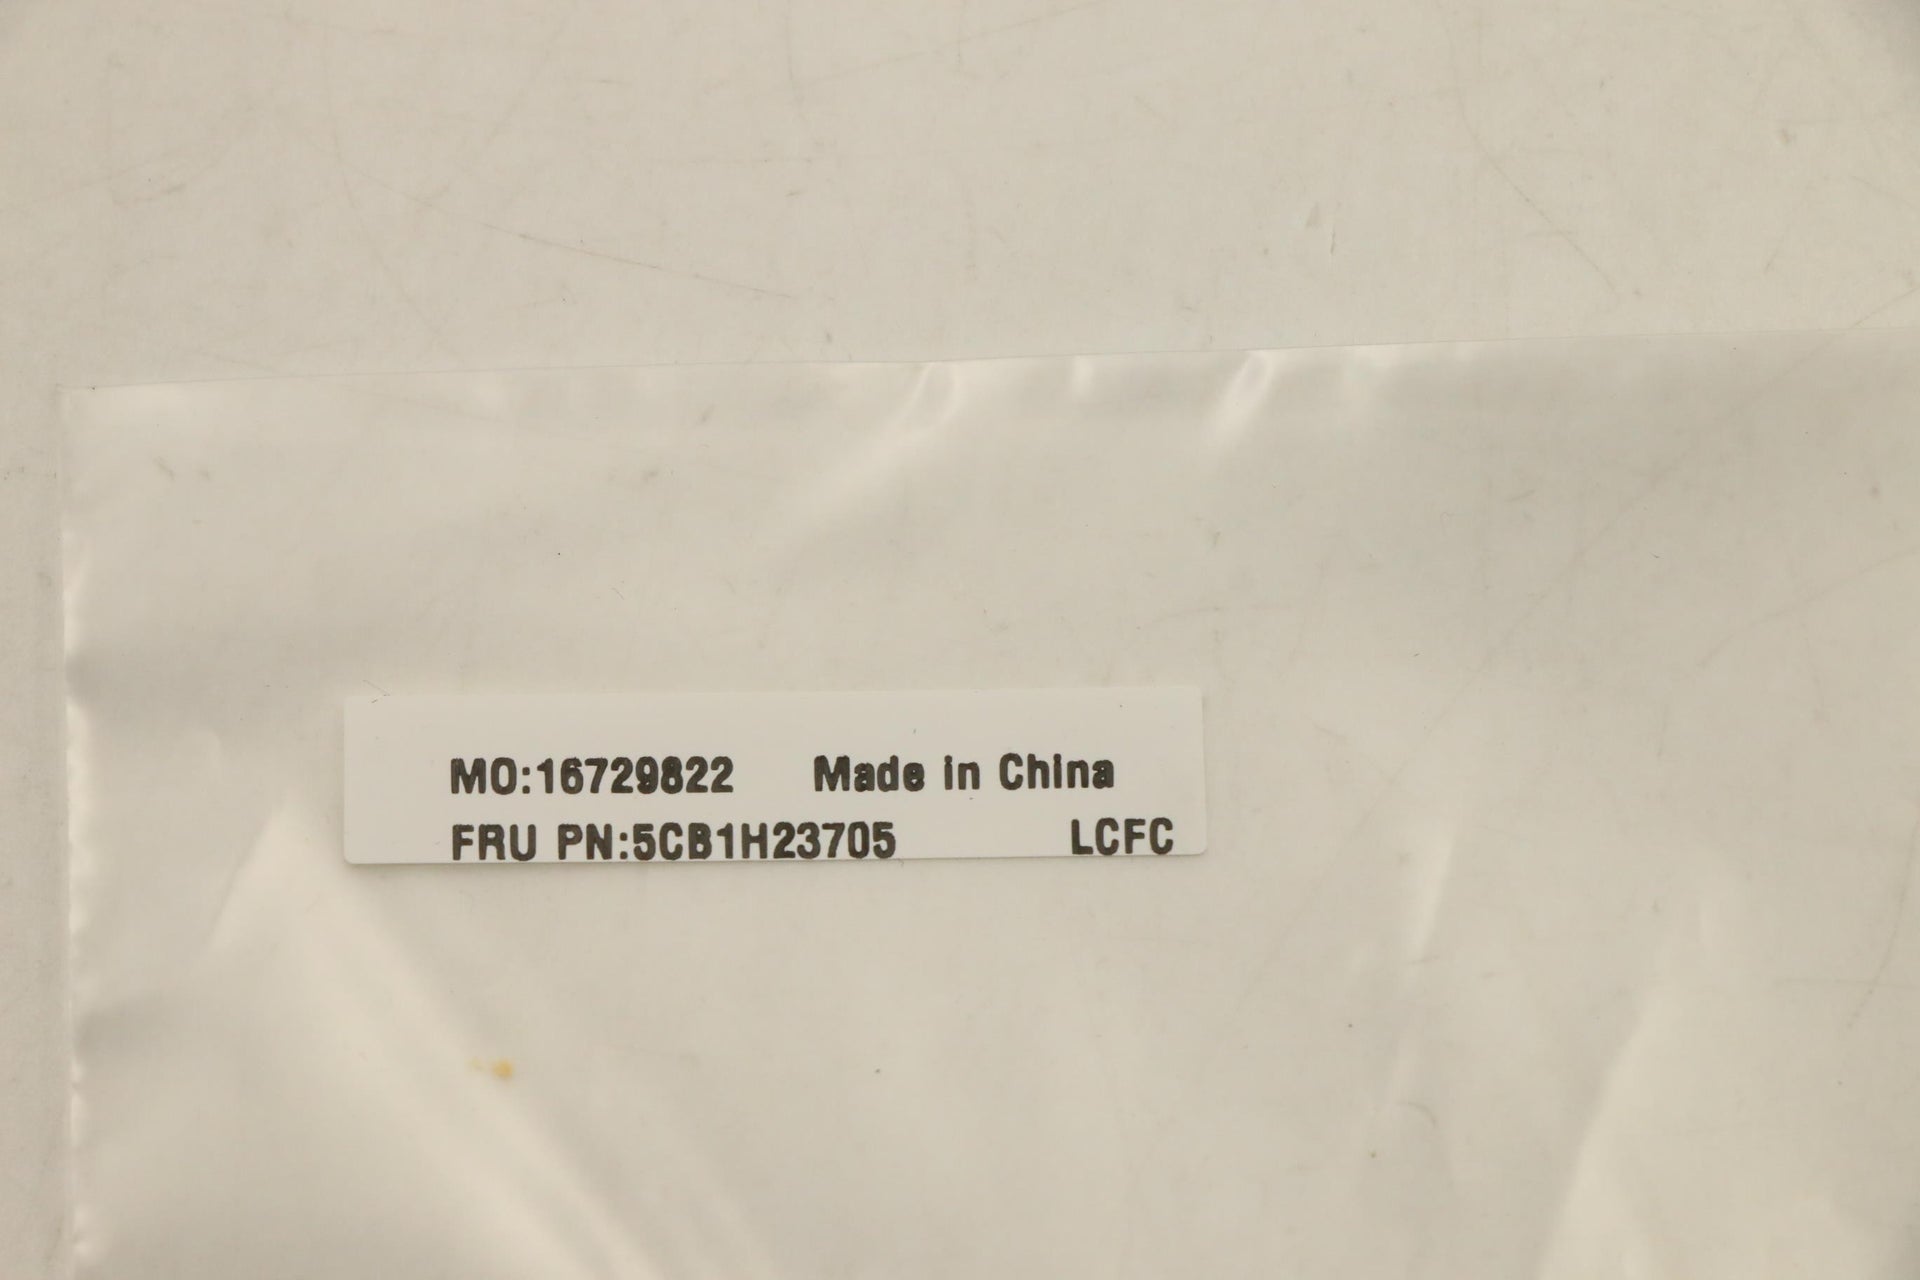 MO:16729822 Made in China
FRU PN:5CB1H23705 LCFC